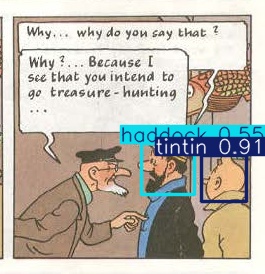 Why... why do you say that ?
Why ?.... Because I
see that you intend to
go treasure-hunting
...
haddock 0.55
tintin 0.91